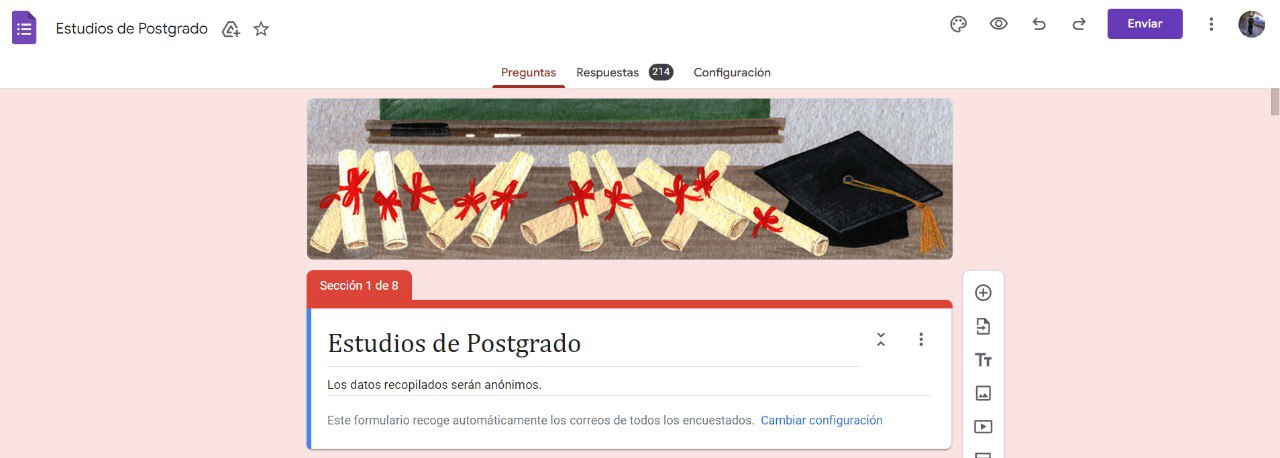 Estudios de Postgrado
Enviar
Preguntas Respuestas 214 Configuración
Sección 1 de 8
Estudios de Postgrado
Los datos recopilados serán anónimos.
Este formulario recoge automáticamente los correos de todos los encuestados. Cambiar configuración
Tт